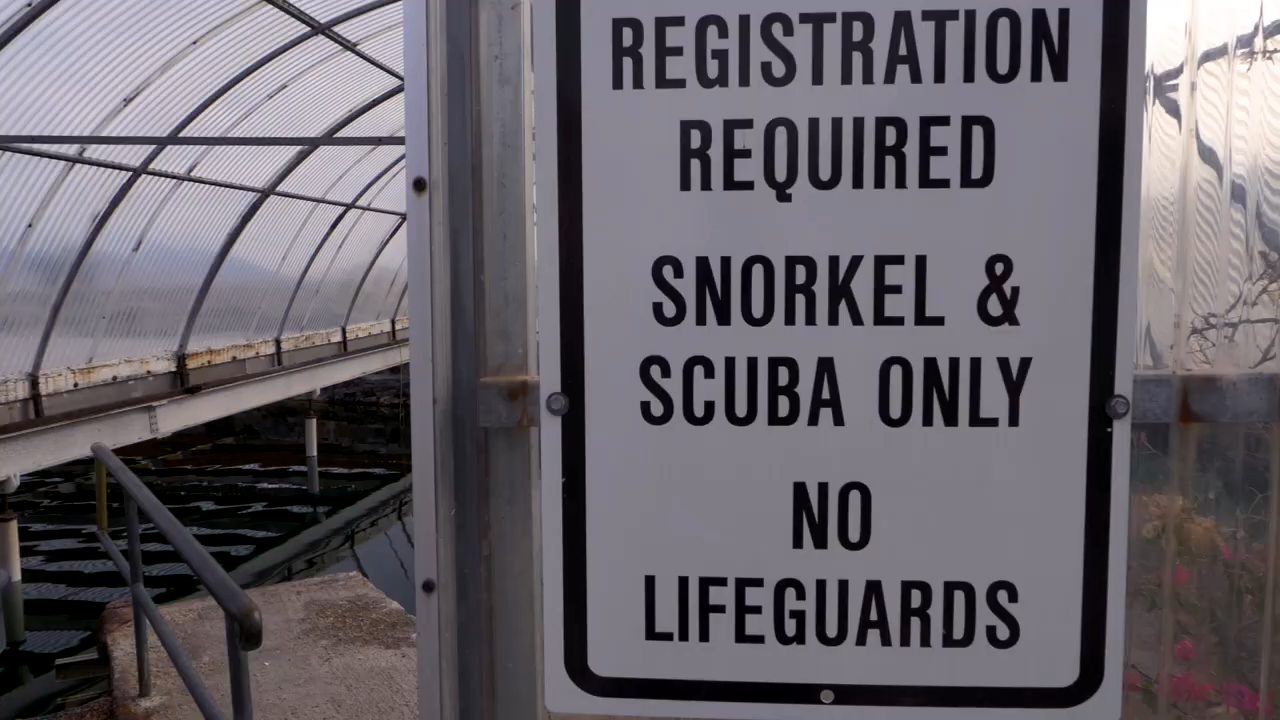 REGISTRATION
REQUIRED
SNORKEL &
SCUBA ONLY
NO
LIFEGUARDS